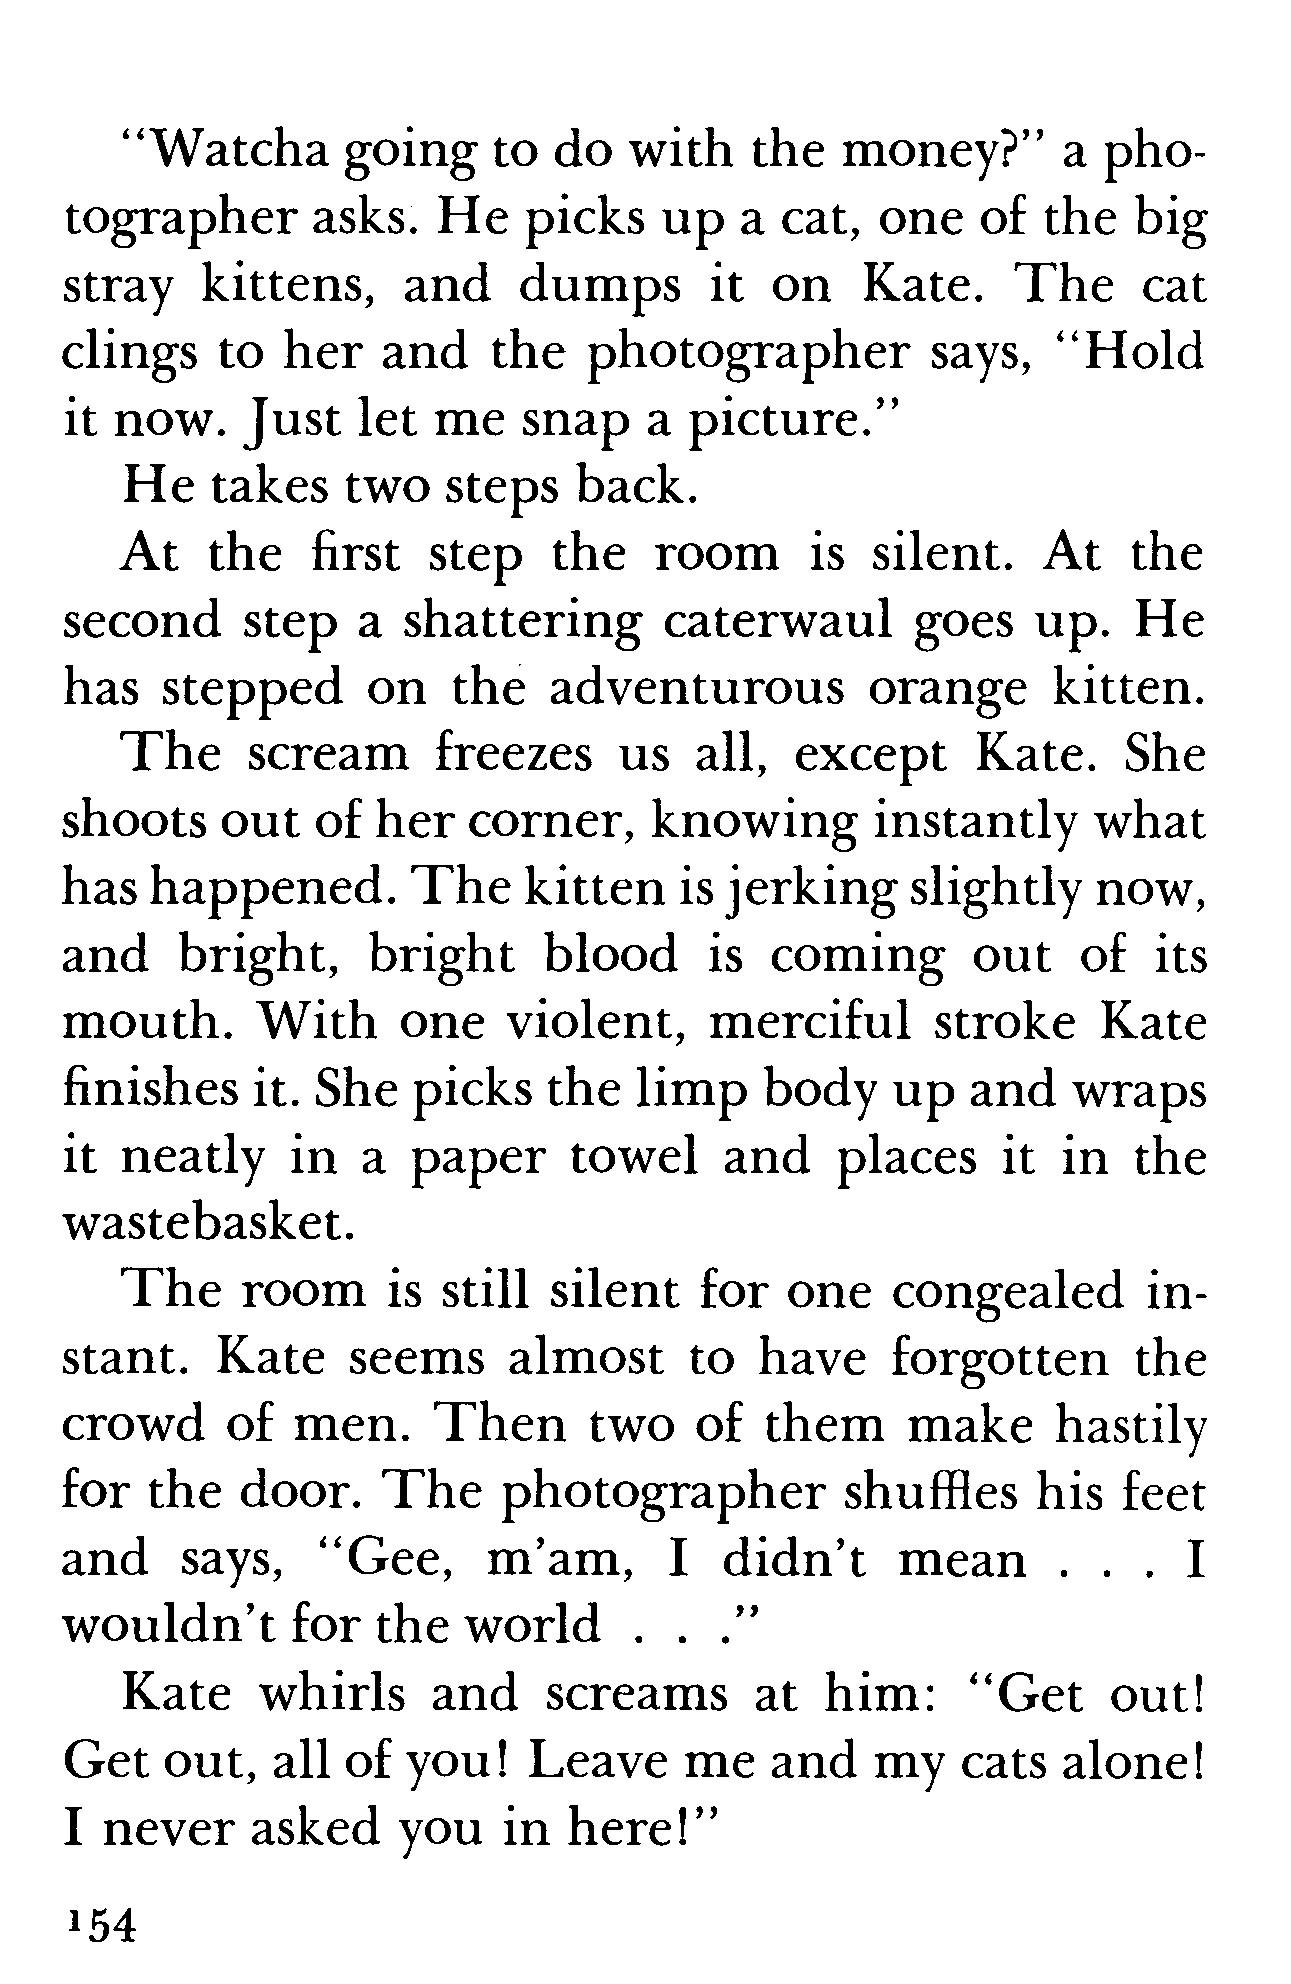 “Watcha going to do with the money?” a pho-
tographer asks. He picks up a cat, one of the big
stray kittens, and dumps it on Kate. The cat
clings to her and the photographer says, “Hold
it now. Just let me snap a picture.”
He takes two steps back.
At the first step the room is silent. At the
second step a shattering caterwaul goes up. He
has stepped on the adventurous orange kitten.
The scream freezes us all, except Kate. She
shoots out of her corner, knowing instantly what
has happened. The kitten is jerking slightly now,
and bright, bright blood is coming out of its
mouth. With one violent, merciful stroke Kate
finishes it. She picks the limp body up and wraps
it neatly in a paper towel and places it in the
wastebasket.
The room is still silent for one congealed in-
stant. Kate seems almost to have forgotten the
crowd of men. Then two of them make hastily
for the door. The photographer shuffles his feet
and says, “Gee, m’am, I didn’t mean . . . I
wouldn’t for the world . . .”
Kate whirls and screams at him: “Get out!
Get out, all of you! Leave me and my cats alone!
I never asked you in here!”
154